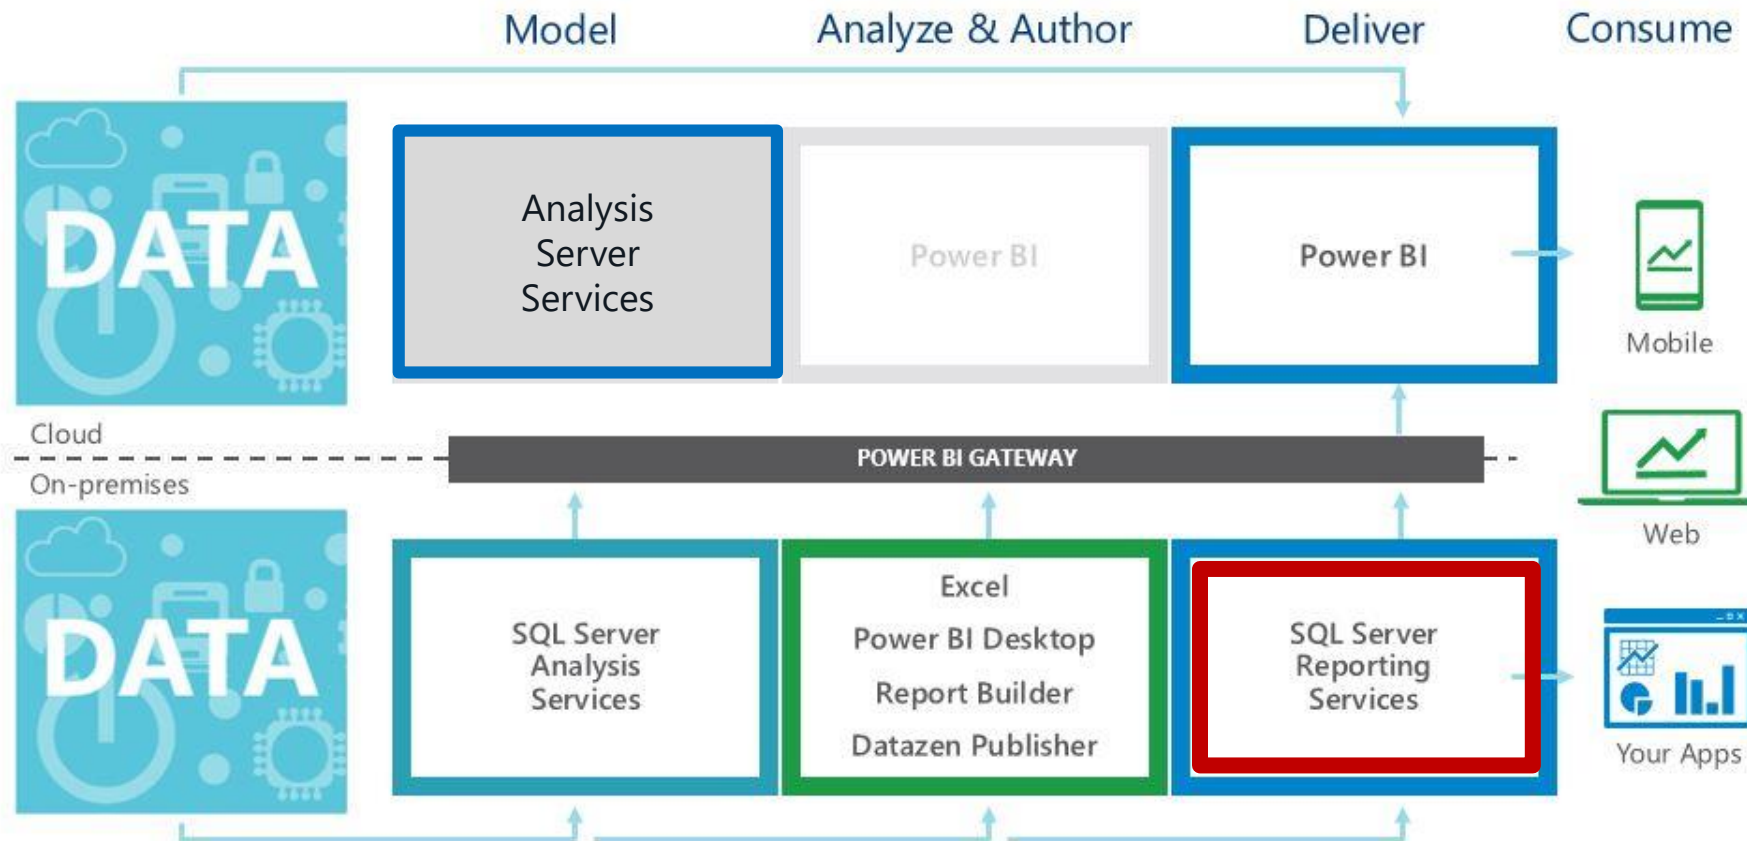 Model
Analyze & Author
Deliver
Consume
DATA
Analysis
Server
Services
Power BI
Power BI
Mobile
Cloud
POWER BI GATEWAY
On-premises
Web
DATA
SQL Server
Analysis
Services
Excel
Power BI Desktop
Report Builder
Datazen Publisher
SQL Server
Reporting
Services
Your Apps